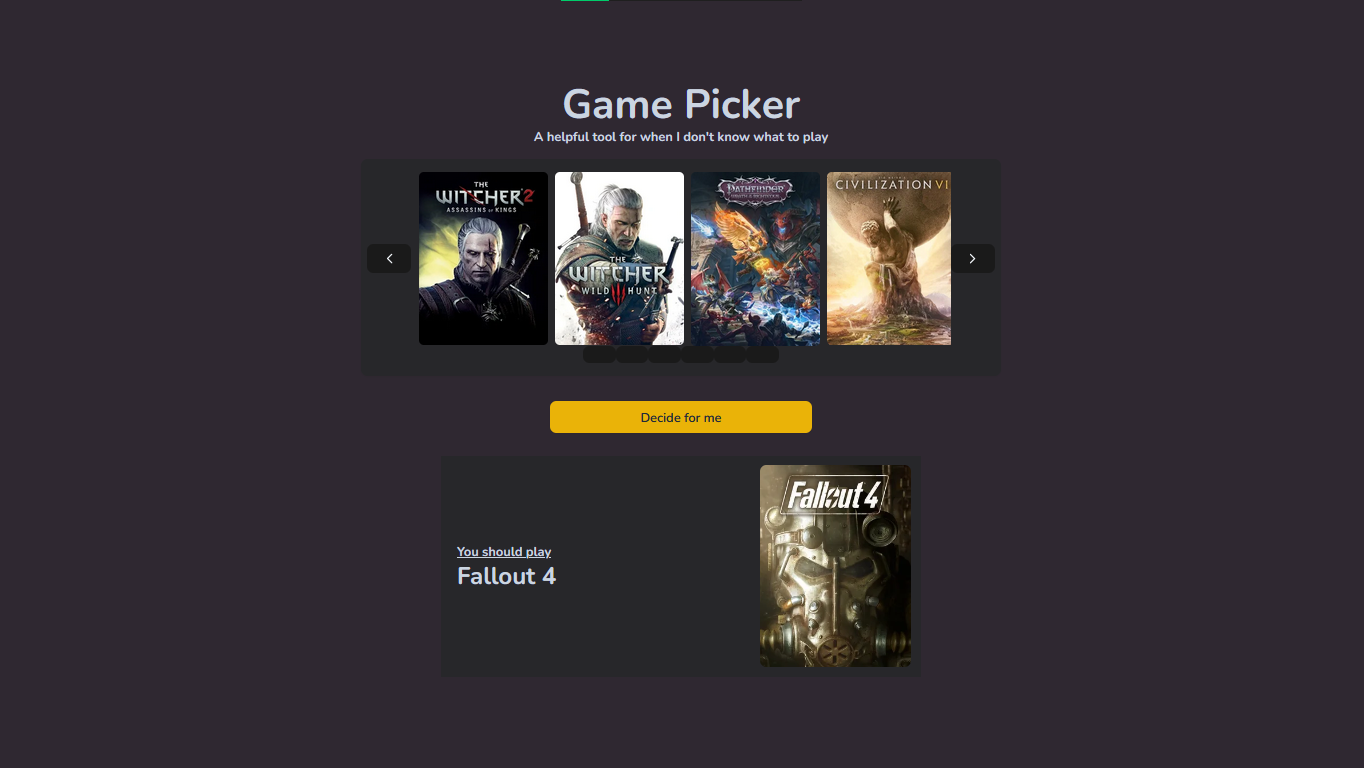 Game Picker
A helpful tool for when I don't know what to play
THE
WITCHER 2
ASSASSINS OF KINGS
THE
WITCHER
WILD HUNT
PATHFINDER
CIVILIZATION VI
Decide for me
You should play
Fallout 4
Fallout 4